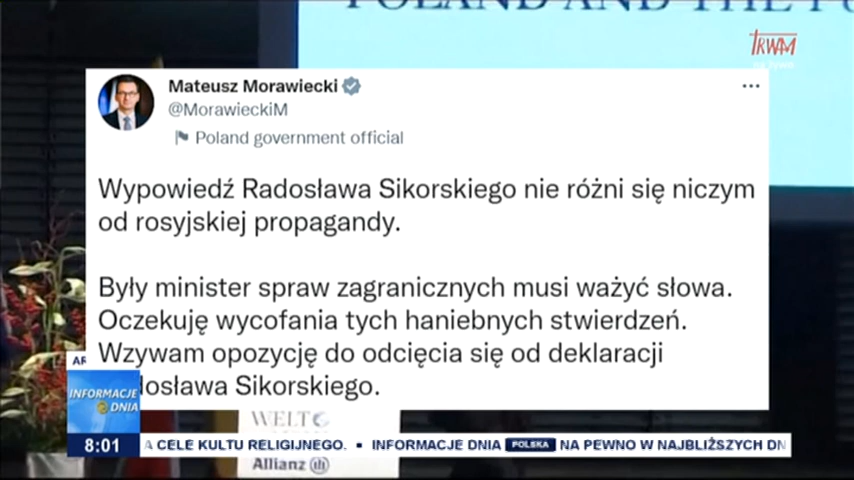 POLAND AND THE
TRWAM
na żywo
Mateusz Morawiecki
@MorawieckiM
Poland government official
Wypowiedź Radosława Sikorskiego nie różni się niczym
od rosyjskiej propagandy.
Były minister spraw zagranicznych musi ważyć słowa.
Oczekuję wycofania tych haniebnych stwierdzeń.
Wzywam opozycję do odcięcia się od deklaracji
dosława Sikorskiego.
AR
INFORMACJE
DNIA
WELT
8:01 A CELE KULTU RELIGIJNEGO. ▪ INFORMACJE DNIA POLSKA NA PEWNO W NAJBLIŻSZYCH DN
Allianz